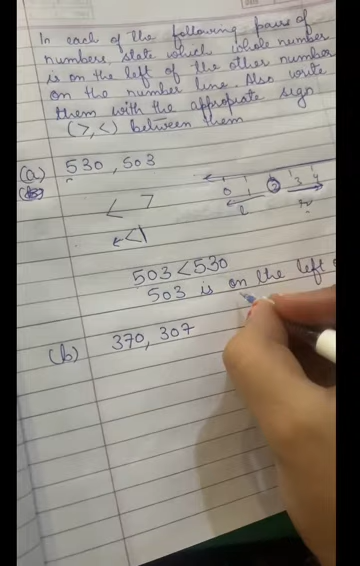 In each of the following pairs of
numbers, state which whole number
is on the left of the other number
on the number line. Also write
them with the appropiate sign
(>, <) between them
(a) 530, 503
0 1 2 3 4
l r
< >
<
503 < 530
503 is on the left
(b) 370, 307